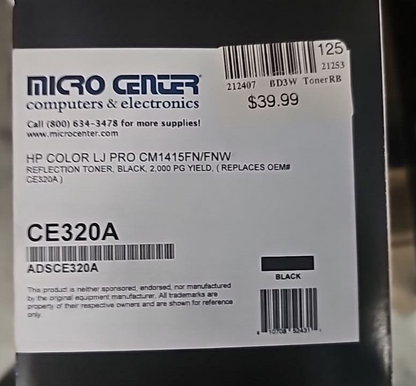 125
21253
212407 BD3W TonerRB
$39.99
MICRO CENTER
computers & electronics
Call (800) 634-3478 for more supplies!
www.microcenter.com
HP COLOR LJ PRO CM1415FN/FNW
REFLECTION TONER, BLACK, 2,000 PG YIELD, ( REPLACES OEM#
CE320A )
CE320A
ADSCE320A
BLACK
This product is neither sponsored, endorsed, nor manufactured
by the original equipment manufacturer. All trademarks are
property of their respective owners and are shown for reference
only.